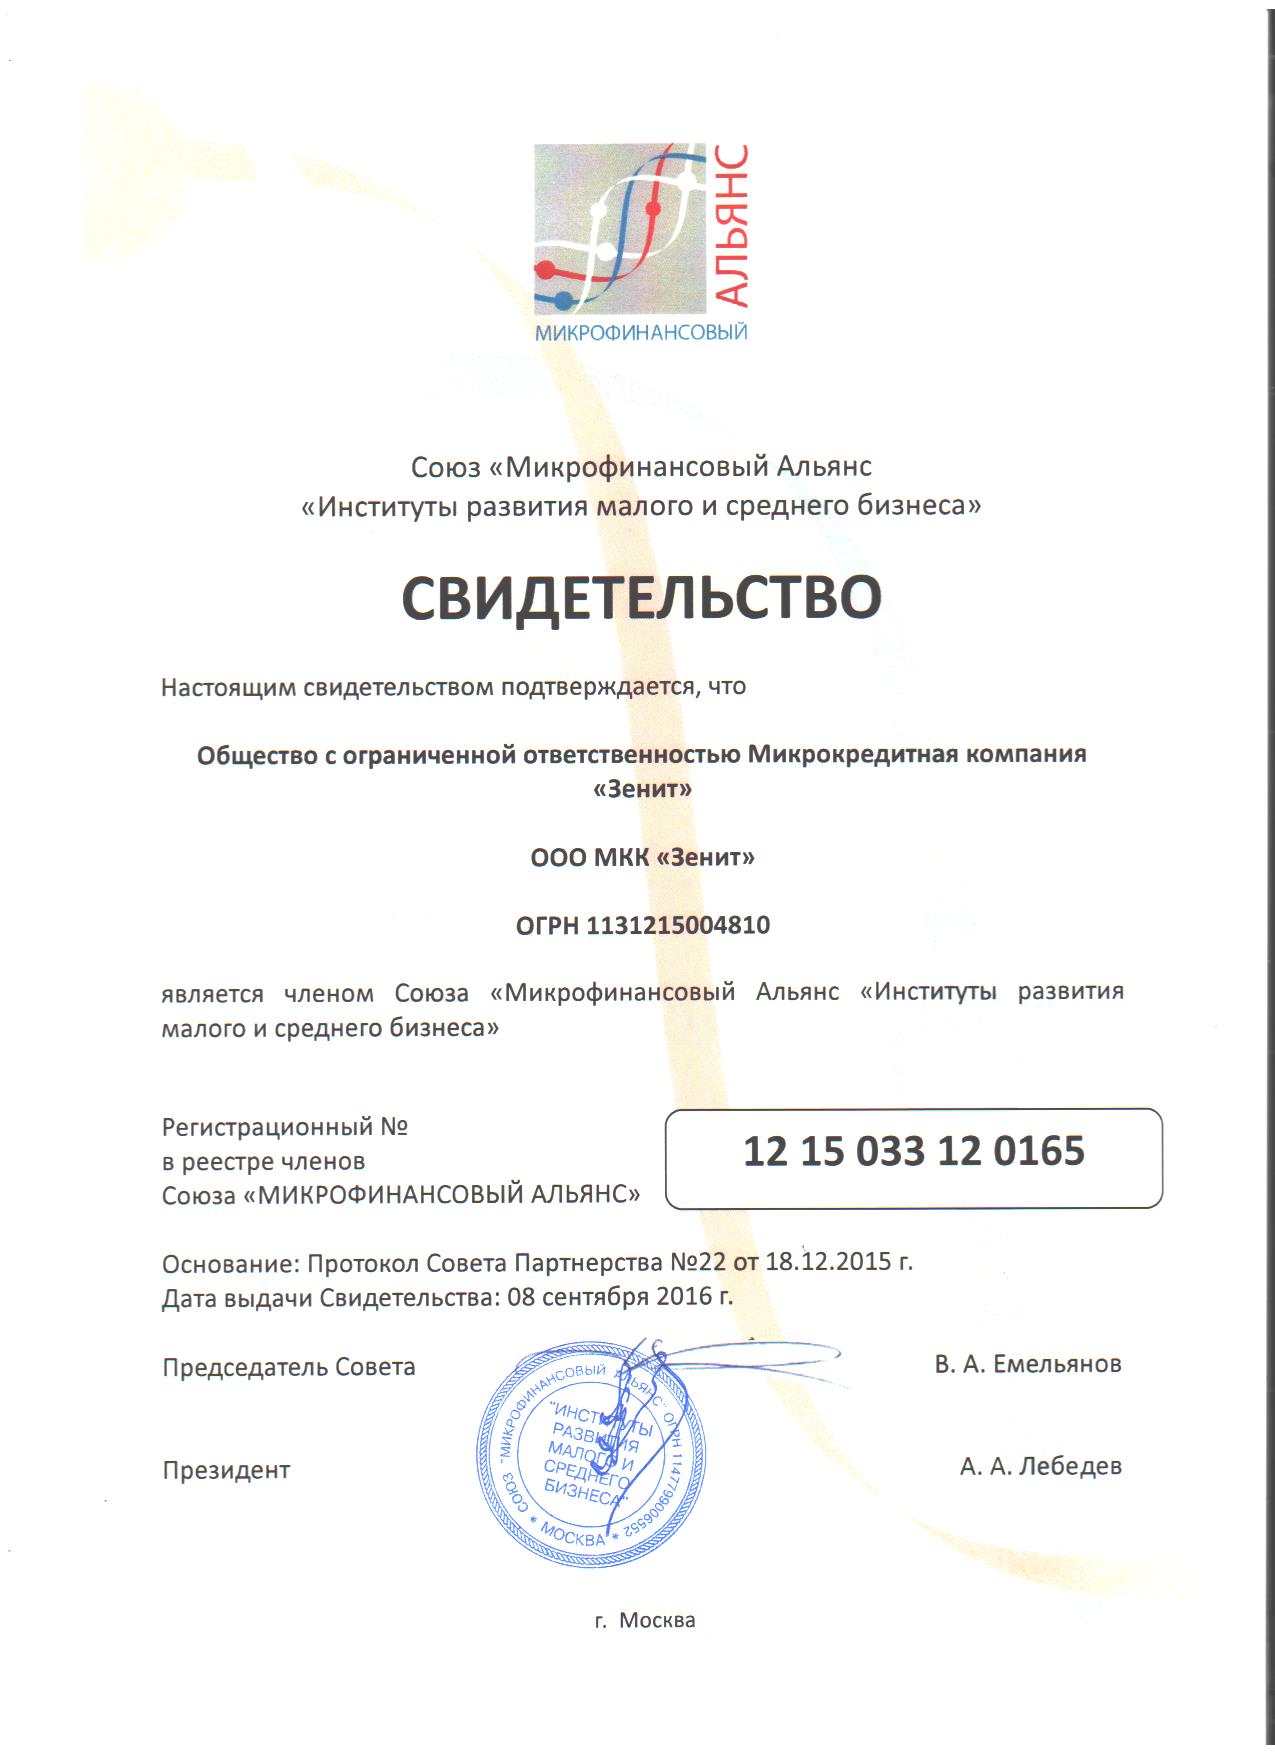 АЛЬЯНС
МИКРОФИНАНСОВЫЙ
Союз «Микрофинансовый Альянс
«Институты развития малого и среднего бизнеса»
СВИДЕТЕЛЬСТВО
Настоящим свидетельством подтверждается, что
Общество с ограниченной ответственностью Микрокредитная компания
«Зенит»
ООО МКК «Зенит»
ОГРН 1131215004810
является членом Союза «Микрофинансовый Альянс «Институты развития
малого и среднего бизнеса»
Регистрационный №
в реестре членов
Союза «МИКРОФИНАНСОВЫЙ АЛЬЯНС»
12 15 033 12 0165
Основание: Протокол Совета Партнерства №22 от 18.12.2015 г.
Дата выдачи Свидетельства: 08 сентября 2016 г.
Председатель Совета
В. А. Емельянов
Президент
А. А. Лебедев
СОЮЗ "МИКРОФИНАНСОВЫЙ АЛЬЯНС" ОГРН 1147799006552
* МОСКВА *
"ИНСТИТУТЫ
РАЗВИТИЯ
МАЛОГО И
СРЕДНЕГО
БИЗНЕСА"
г. Москва